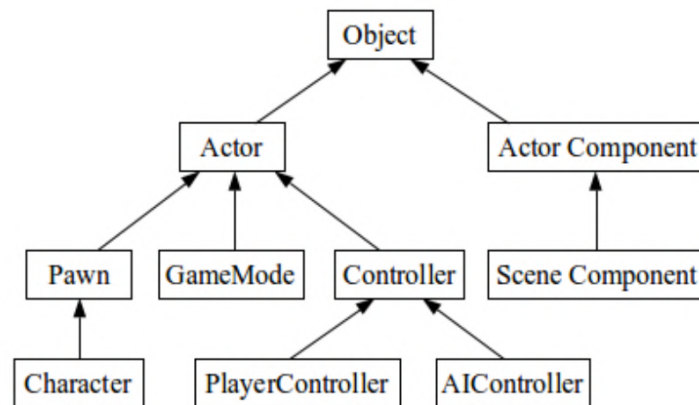 Object
Actor
Actor Component
Pawn
GameMode
Controller
Scene Component
Character
PlayerController
AIController